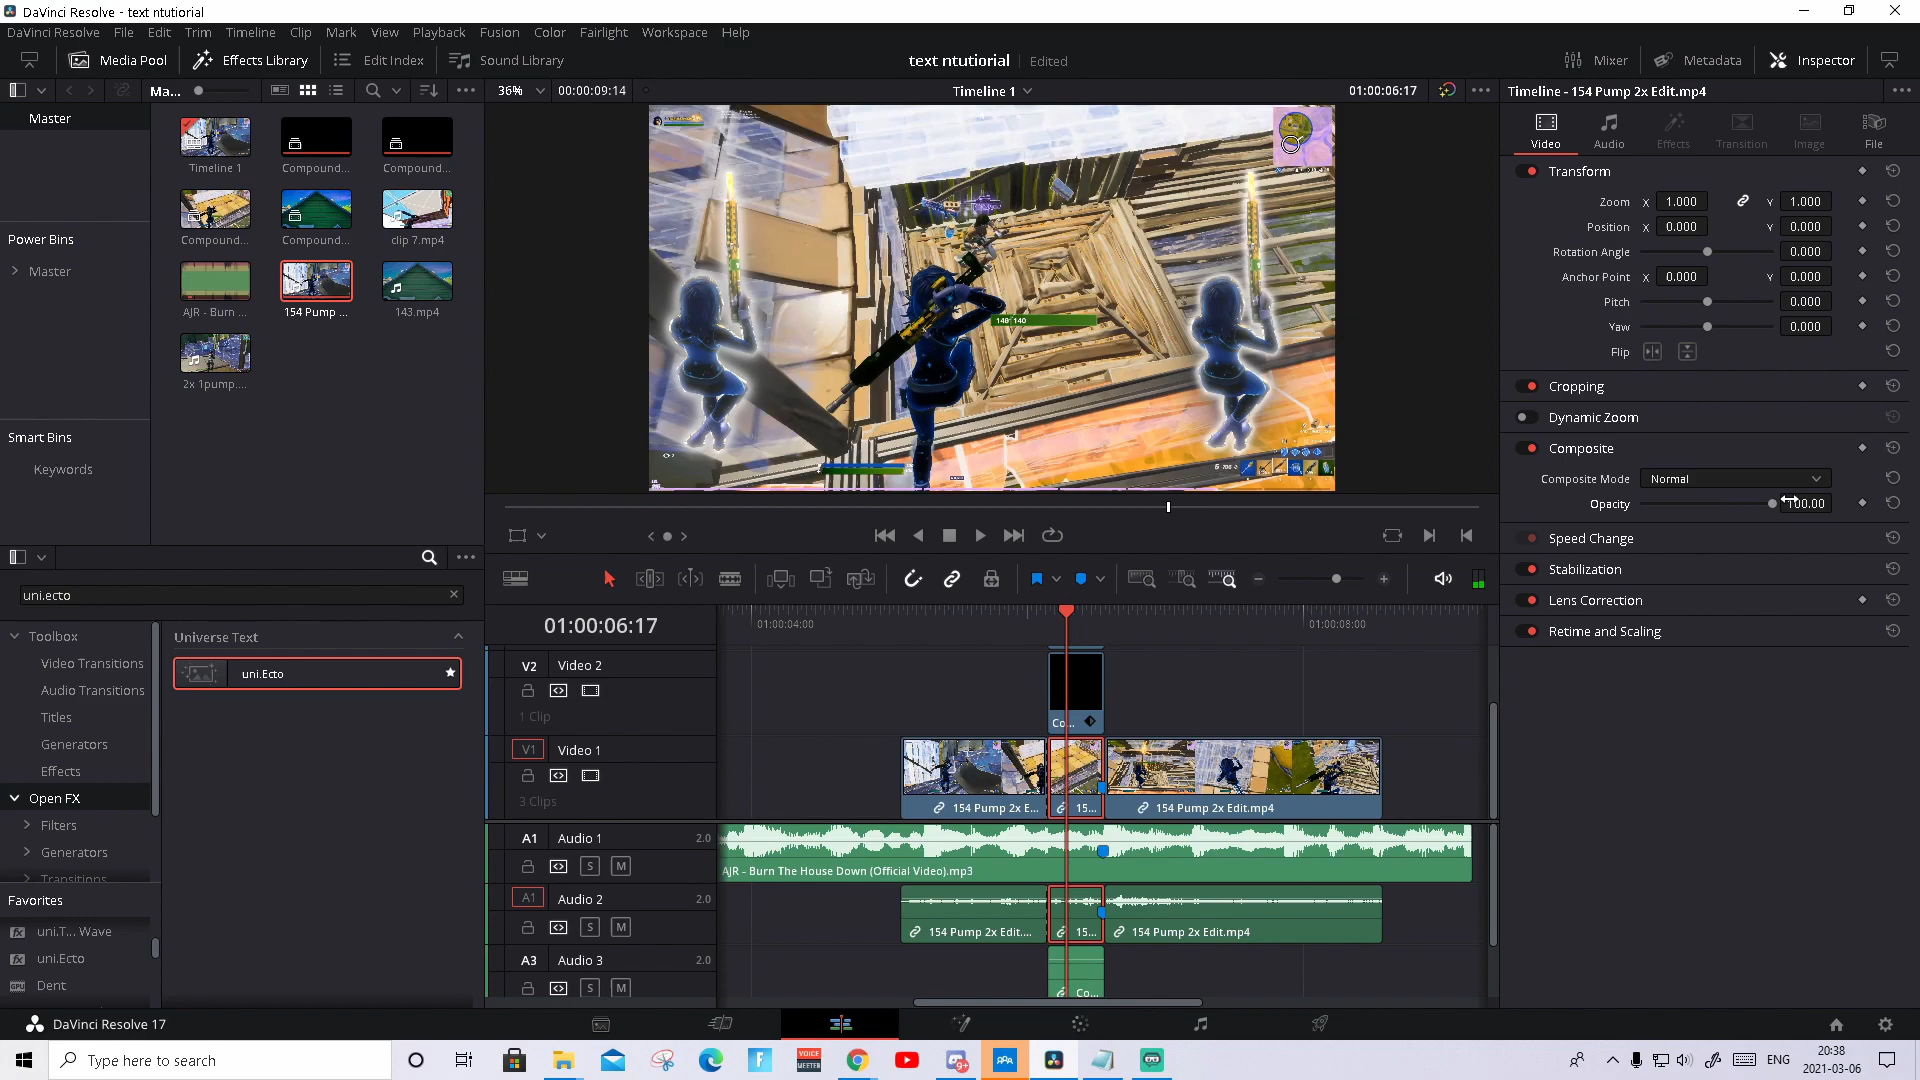 DaVinci Resolve - text ntutiorial
DaVinci Resolve File Edit Trim Timeline Clip Mark View Playback Fusion Color Fairlight Workspace Help
Media Pool Effects Library Edit Index Sound Library text ntutiorial Edited Mixer Metadata Inspector
Ma... 36% 00:00:09:14 Timeline 1 01:00:06:17 Timeline - 154 Pump 2x Edit.mp4
Master
Power Bins
Master
Smart Bins
Keywords
Timeline 1 Compound... Compound...
Compound... Compound... clip 7.mp4
AJR - Burn ... 154 Pump ... 143.mp4
2x 1pump....
148 140
Video Audio Effects Transition Image File
Transform
Zoom X 1.000 Y 1.000
Position X 0.000 Y 0.000
Rotation Angle 0.000
Anchor Point X 0.000 Y 0.000
Pitch 0.000
Yaw 0.000
Flip
Cropping
Dynamic Zoom
Composite
Composite Mode Normal
Opacity 100.00
Speed Change
Stabilization
Lens Correction
Retime and Scaling
uni.ecto
Toolbox
Video Transitions
Audio Transitions
Titles
Generators
Effects
Open FX
Filters
Generators
Transitions
Favorites
uni.T... Wave
uni.Ecto
Dent
Universe Text
uni.Ecto
01:00:06:17 01:00:04:00 01:00:08:00
V2 Video 2
1 Clip
Co...
V1 Video 1
3 Clips
154 Pump 2x E... 15... 154 Pump 2x Edit.mp4
A1 Audio 1 2.0
S M
AJR - Burn The House Down (Official Video).mp3
A1 Audio 2 2.0
S M
154 Pump 2x Edit.... 15... 154 Pump 2x Edit.mp4
A3 Audio 3 2.0
S M
Co...
DaVinci Resolve 17
Type here to search
VOICE MEETER
9+
ENG
20:38
2021-03-06